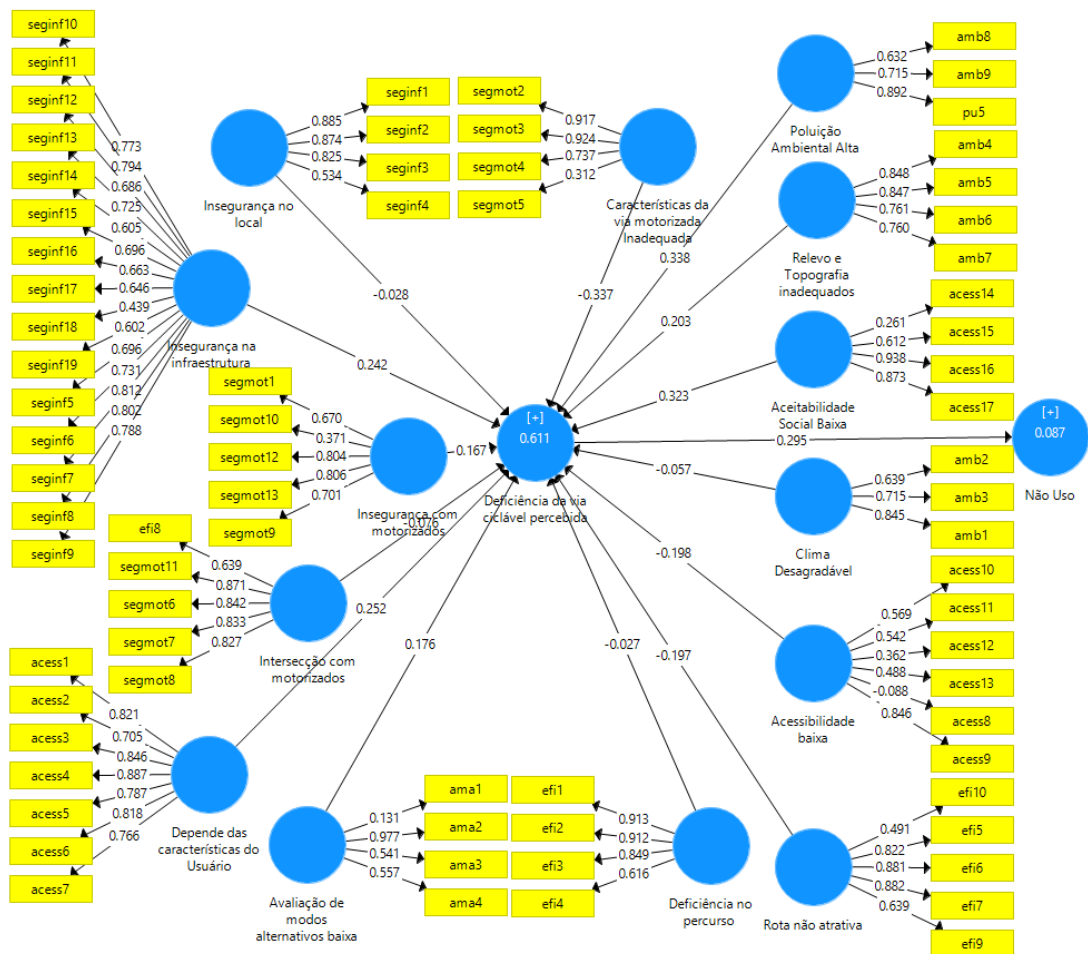 seginf10
seginf11
seginf12
seginf13
seginf14
seginf15
seginf16
seginf17
seginf18
seginf19
seginf5
seginf6
seginf7
seginf8
seginf9
0.773
0.794
0.686
0.725
0.605
0.696
0.663
0.646
0.439
0.602
0.696
0.731
0.812
0.802
0.788
Insegurança na
infraestrutura
0.242
Insegurança no
local
0.885
0.874
0.825
0.534
seginf1
seginf2
seginf3
seginf4
-0.028
segmot2
segmot3
segmot4
segmot5
0.917
0.924
0.737
0.312
Características da
via motorizada
Inadequada
-0.337
Poluição
Ambiental Alta
0.632
0.715
0.892
amb8
amb9
pu5
0.338
Relevo e
Topografia
inadequados
0.848
0.847
0.761
0.760
amb4
amb5
amb6
amb7
0.203
Aceitabilidade
Social Baixa
0.261
0.612
0.938
0.873
acess14
acess15
acess16
acess17
0.323
segmot1
segmot10
segmot12
segmot13
segmot9
0.670
0.371
0.804
0.806
0.701
Insegurança com
motorizados
0.167
[+]
0.611
Deficiência da via
ciclável percebida
0.295
[+]
0.087
Não Uso
Clima
Desagradável
0.639
0.715
0.845
amb2
amb3
amb1
-0.057
efi8
segmot11
segmot6
segmot7
segmot8
0.639
0.871
0.842
0.833
0.827
Intersecção com
motorizados
-0.076
Acessibilidade
baixa
0.569
0.542
0.362
0.488
-0.088
0.846
acess10
acess11
acess12
acess13
acess8
acess9
-0.198
acess1
acess2
acess3
acess4
acess5
acess6
acess7
0.821
0.705
0.846
0.887
0.787
0.818
0.766
Depende das
características do
Usuário
0.252
Avaliação de
modos
alternativos baixa
0.131
0.977
0.541
0.557
ama1
ama2
ama3
ama4
0.176
efi1
efi2
efi3
efi4
0.913
0.912
0.849
0.616
Deficiência no
percurso
-0.027
Rota não atrativa
0.491
0.822
0.881
0.882
0.639
efi10
efi5
efi6
efi7
efi9
-0.197